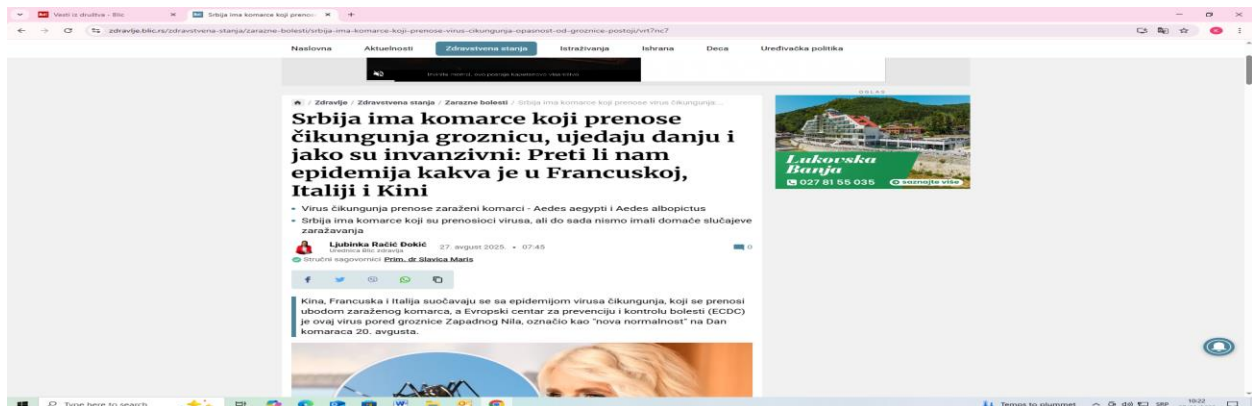 Vesti iz društva - Blic
Srbija ima komarce koji prenos
zdravlje.blic.rs/zdravstvena-stanja/zarazne-bolesti/srbija-ima-komarce-koji-prenose-virus-cikungunja-opasnost-od-groznice-postoji/vrt7nc7
Naslovna Aktuelnosti Zdravstvena stanja Istraživanja Ishrana Deca Uređivačka politika
OGLAS
/ Zdravlje / Zdravstvena stanja / Zarazne bolesti / Srbija ima komarce koji prenose virus čikungunja...
Srbija ima komarce koji prenose
čikungunja groznicu, ujedaju danju i
jako su invanzivni: Preti li nam
epidemija kakva je u Francuskoj,
Italiji i Kini
Lukovska
Banja
027 81 55 035 saznajte više
• Virus čikungunja prenose zaraženi komarci - Aedes aegypti i Aedes albopictus
• Srbija ima komarce koji su prenosioci virusa, ali do sada nismo imali domaće slučajeve
zaražavanja
Ljubinka Račić Đokić 27. avgust 2025. • 07:45 0
Urednica Blic zdravlja
Stručni sagovornici Prim. dr Slavica Maris
Kina, Francuska i Italija suočavaju se sa epidemijom virusa čikungunja, koji se prenosi
ubodom zaraženog komarca, a Evropski centar za prevenciju i kontrolu bolesti (ECDC)
je ovaj virus pored groznice Zapadnog Nila, označio kao "nova normalnost" na Dan
komaraca 20. avgusta.
Type here to search
Temps to plummet SRP 10:22